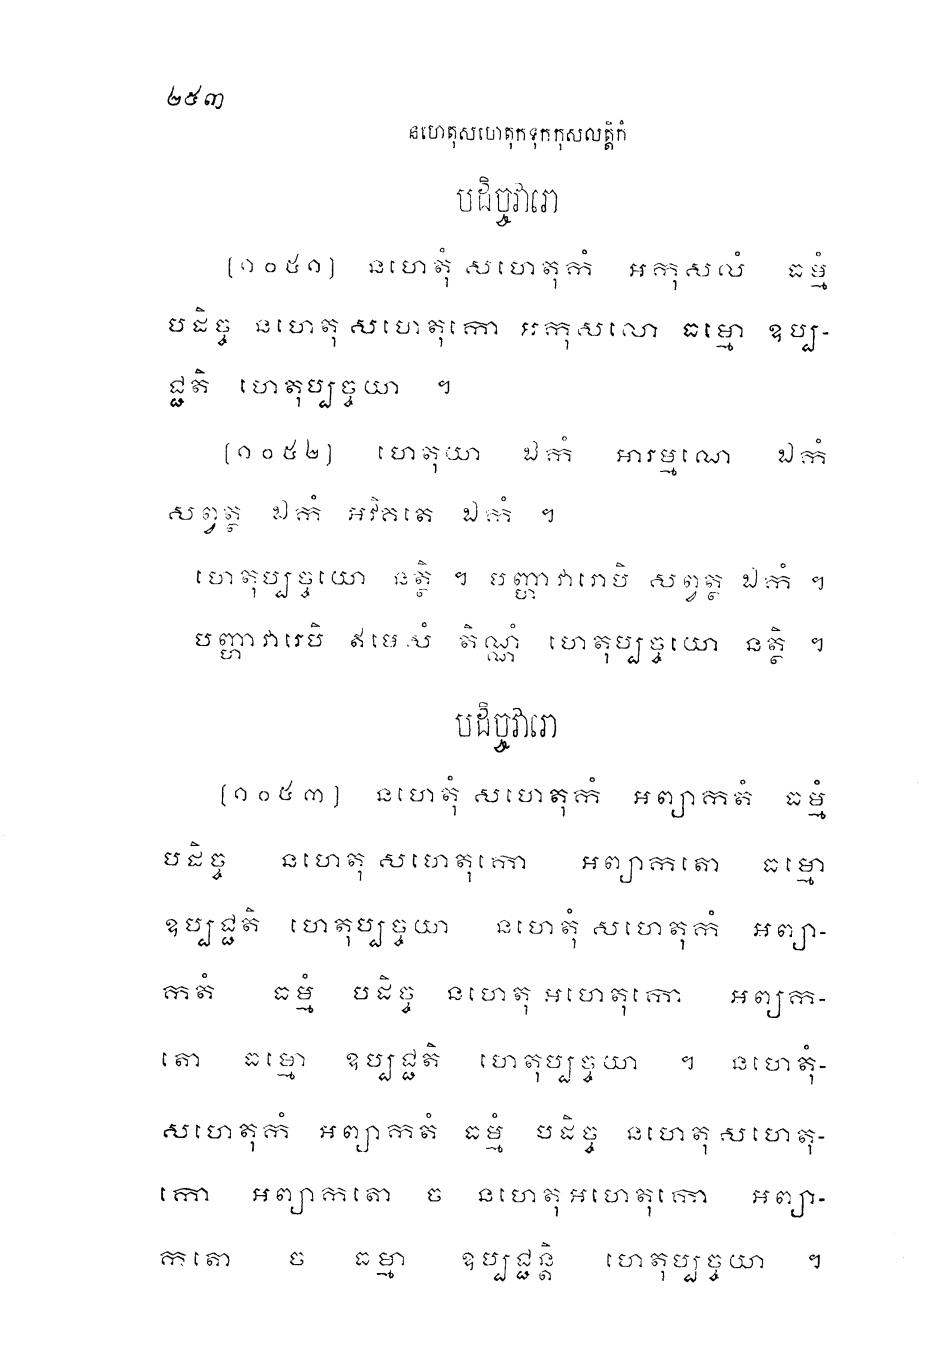 ២៥៣
នហេតុសហេតុកទុកកុសលត្តិកំ
បដិច្ចវារោ
[១០៥១] នហេតុំ សហេតុកំ អកុសលំ ធម្មំ
បដិច្ច នហេតុ សហេតុកោ អកុសលោ ធម្មោ ឧប្ប-
ជ្ជតិ ហេតុប្បច្ចយា ។
[១០៥២] ហេតុយា ឯកំ អារម្មណេ ឯកំ
សព្វត្ថ ឯកំ អវិគតេ ឯកំ ។
ហេតុប្បច្ចយោ នត្ថិ ។ បញ្ហាវារេបិ សព្វត្ថ ឯកំ ។
បញ្ហាវារេបិ ឥមេសំ តិណ្ណំ ហេតុប្បច្ចយោ នត្ថិ ។
បដិច្ចវារោ
[១០៥៣] នហេតុំ សហេតុកំ អព្យាកតំ ធម្មំ
បដិច្ច នហេតុ សហេតុកោ អព្យាកតោ ធម្មោ
ឧប្បជ្ជតិ ហេតុប្បច្ចយា នហេតុំ សហេតុកំ អព្យា-
កតំ ធម្មំ បដិច្ច នហេតុ អហេតុកោ អព្យក-
តោ ធម្មោ ឧប្បជ្ជតិ ហេតុប្បច្ចយា ។ នហេតុំ-
សហេតុកំ អព្យាកតំ ធម្មំ បដិច្ច នហេតុ សហេតុ-
កោ អព្យាកតោ ច នហេតុ អហេតុកោ អព្យា-
កតោ ច ធម្មា ឧប្បជ្ជន្តិ ហេតុប្បច្ចយា ។